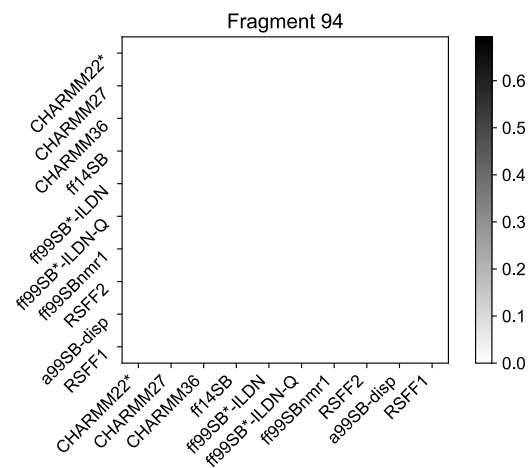 Fragment 94
CHARMM22*
CHARMM27
CHARMM36
ff14SB
ff99SB*-ILDN
ff99SB*-ILDN-Q
ff99SBnmr1
RSFF2
a99SB-disp
RSFF1
CHARMM22*
CHARMM27
CHARMM36
ff14SB
ff99SB*-ILDN
ff99SB*-ILDN-Q
ff99SBnmr1
RSFF2
a99SB-disp
RSFF1
0.6
0.5
0.4
0.3
0.2
0.1
0.0